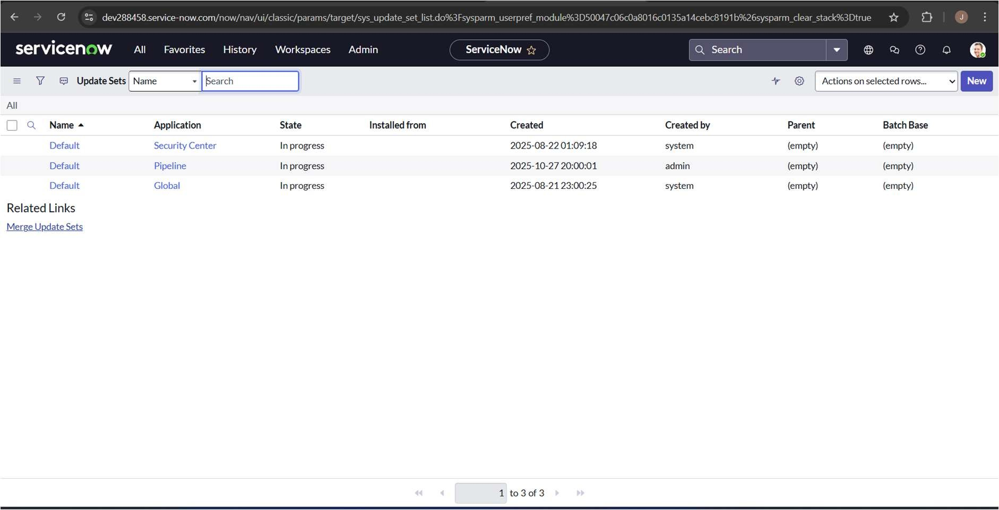 dev288458.service-now.com/now/nav/ui/classic/params/target/sys_update_set_list.do%3Fsysparm_userpref_module%3D50047c06c0a8016c0135a14cebc8191b%26sysparm_clear_stack%3Dtrue J
servicenow All Favorites History Workspaces Admin ServiceNow Search
Update Sets Name Search Actions on selected rows... New
All
Name Application State Installed from Created Created by Parent Batch Base
Default Security Center In progress 2025-08-22 01:09:18 system (empty) (empty)
Default Pipeline In progress 2025-10-27 20:00:01 admin (empty) (empty)
Default Global In progress 2025-08-21 23:00:25 system (empty) (empty)
Related Links
Merge Update Sets
1 to 3 of 3